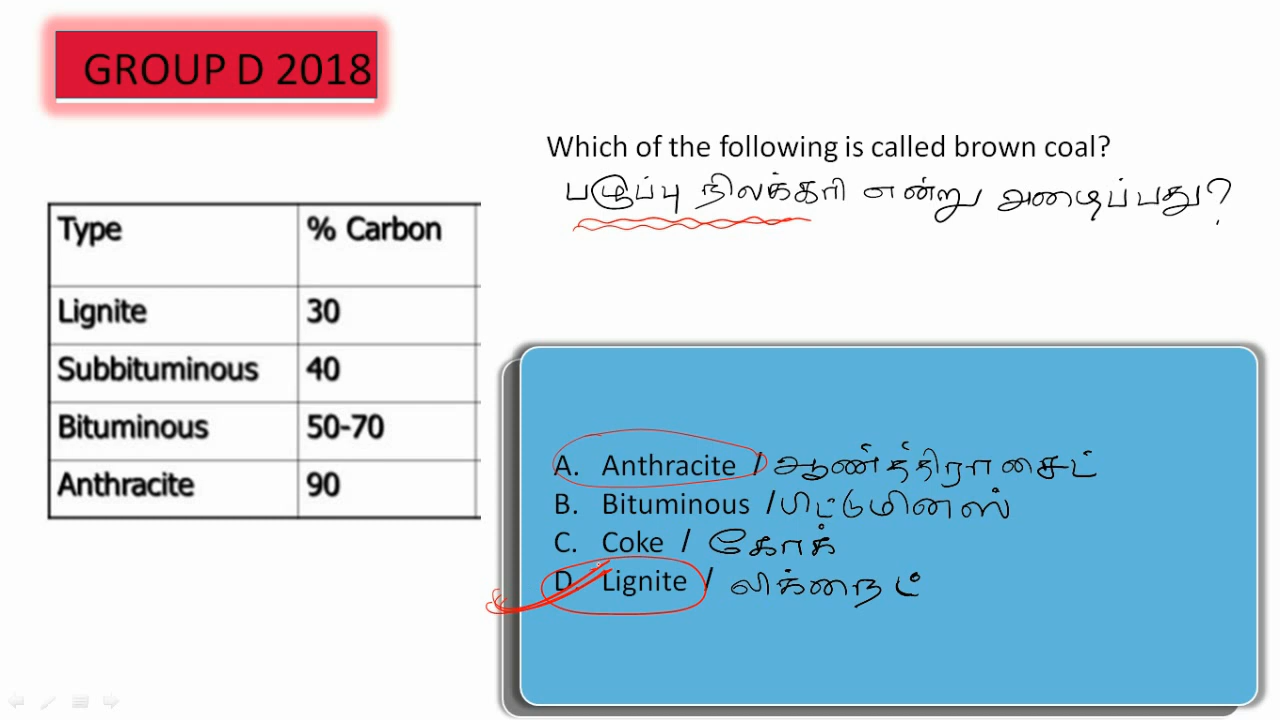 GROUP D 2018
Which of the following is called brown coal?
பழுப்பு நிலக்கரி என்று அழைப்பது?
Type % Carbon
Lignite 30
Subbituminous 40
Bituminous 50-70
Anthracite 90
A. Anthracite / ஆண்த்திராசைட்
B. Bituminous / பிட்டுமினஸ்
C. Coke / கோக்
D. Lignite / லிக்னைட்